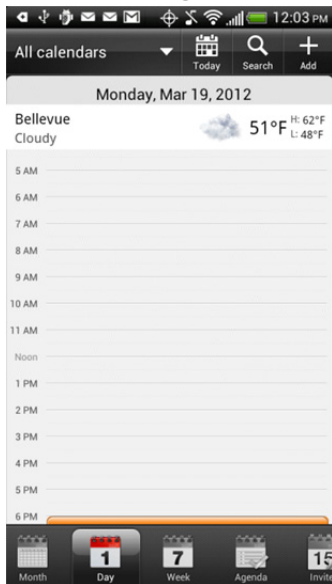 12:03 PM
All calendars
Today
Search
Add
Monday, Mar 19, 2012
Bellevue
Cloudy
51°F
H: 62°F
L: 48°F
5 AM
6 AM
7 AM
8 AM
9 AM
10 AM
11 AM
Noon
1 PM
2 PM
3 PM
4 PM
5 PM
6 PM
1
7
15
Month
Day
Week
Agenda
Invite